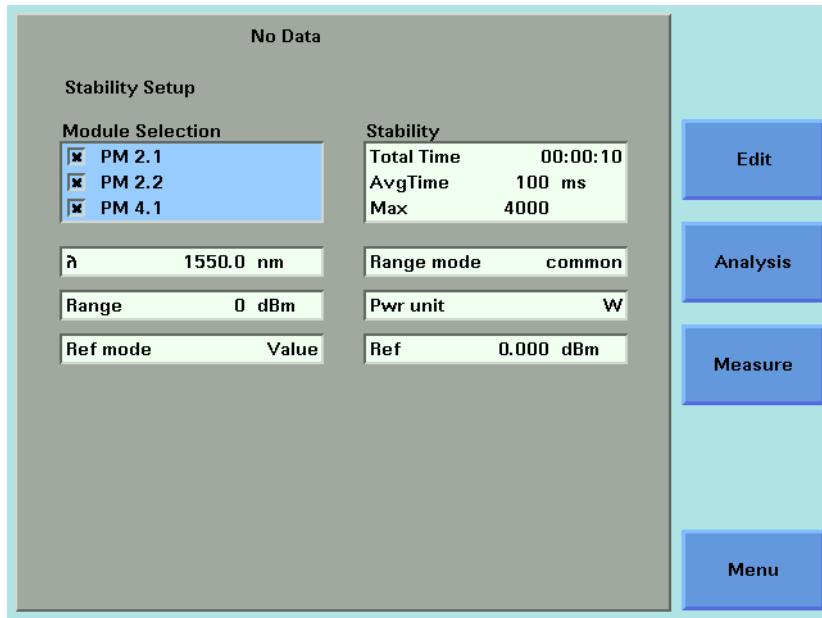 No Data
Stability Setup
Module Selection
PM 2.1
PM 2.2
PM 4.1
Stability
Total Time 00:00:10
AvgTime 100 ms
Max 4000
λ 1550.0 nm
Range mode common
Range 0 dBm
Pwr unit W
Ref mode Value
Ref 0.000 dBm
Edit
Analysis
Measure
Menu